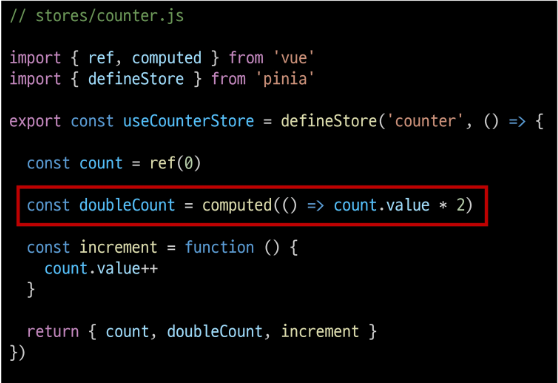 // stores/counter.js
import { ref, computed } from 'vue'
import { defineStore } from 'pinia'
export const useCounterStore = defineStore('counter', () => {
const count = ref(0)
const doubleCount = computed(() => count.value * 2)
const increment = function () {
count.value++
}
return { count, doubleCount, increment }
})